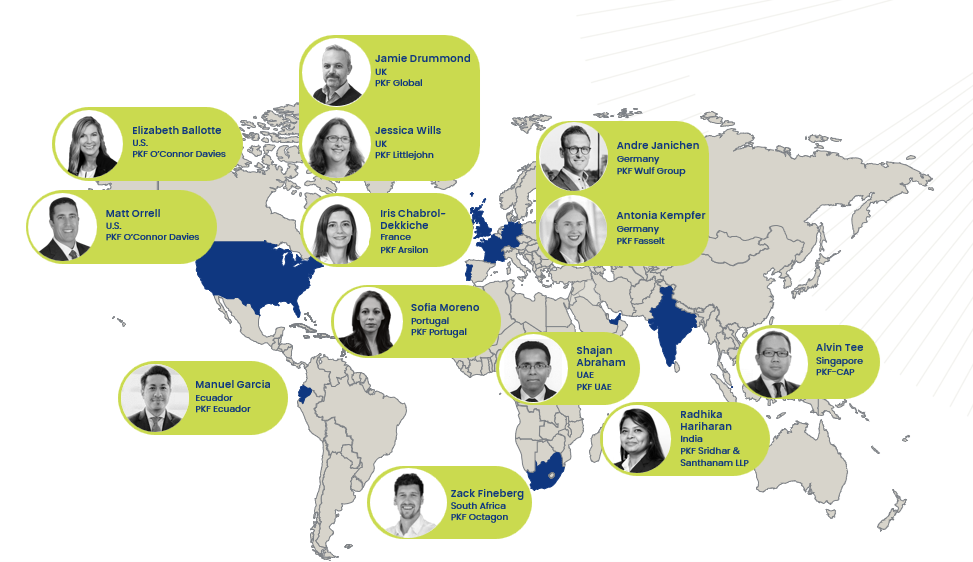 Jamie Drummond
UK
PKF Global
Jessica Wills
UK
PKF Littlejohn
Elizabeth Ballotte
U.S.
PKF O'Connor Davies
Andre Janichen
Germany
PKF Wulf Group
Antonia Kempfer
Germany
PKF Fasselt
Matt Orrell
U.S.
PKF O'Connor Davies
Iris Chabrol-
Dekkiche
France
PKF Arsilon
Sofia Moreno
Portugal
PKF Portugal
Shajan
Abraham
UAE
PKF UAE
Alvin Tee
Singapore
PKF-CAP
Manuel Garcia
Ecuador
PKF Ecuador
Radhika
Hariharan
India
PKF Sridhar &
Santhanam LLP
Zack Fineberg
South Africa
PKF Octagon